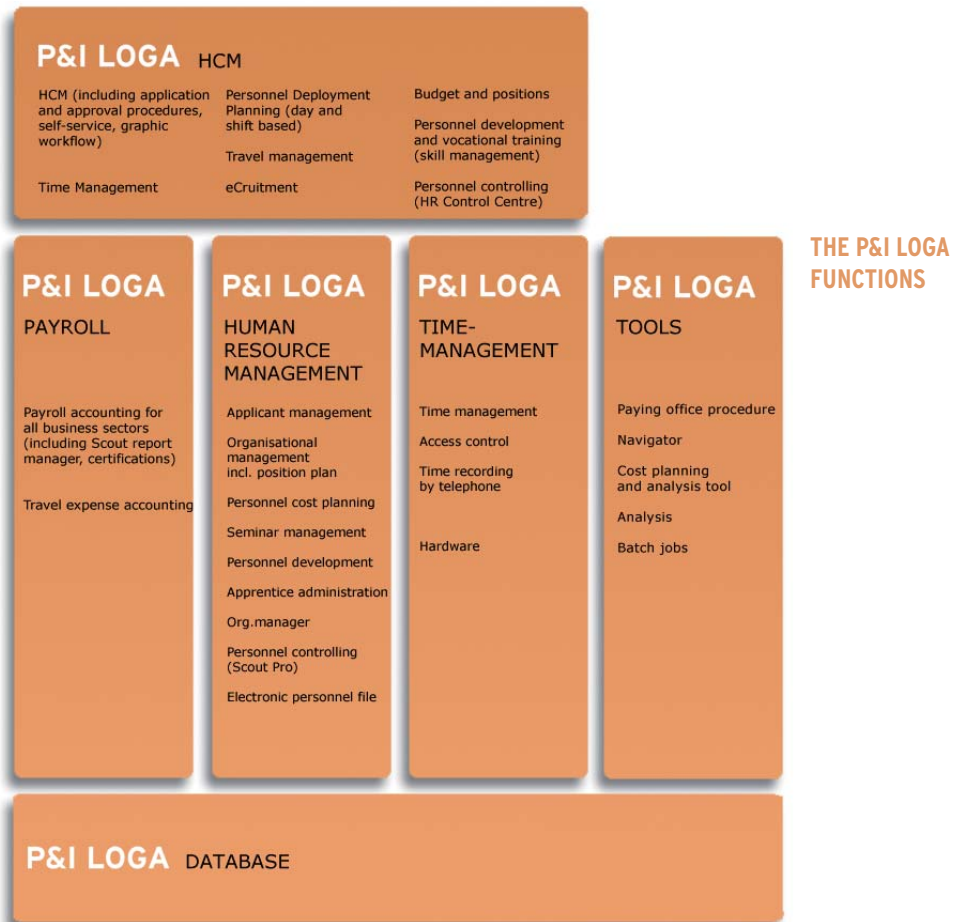 P&I LOGA HCM
HCM (including application
and approval procedures,
self-service, graphic
workflow)
Time Management
Personnel Deployment
Planning (day and
shift based)
Travel management
eCruitment
Budget and positions
Personnel development
and vocational training
(skill management)
Personnel controlling
(HR Control Centre)
THE P&I LOGA
FUNCTIONS
P&I LOGA
PAYROLL
Payroll accounting for
all business sectors
(including Scout report
manager, certifications)
Travel expense accounting
P&I LOGA
HUMAN
RESOURCE
MANAGEMENT
Applicant management
Organisational
management
incl. position plan
Personnel cost planning
Seminar management
Personnel development
Apprentice administration
Org.manager
Personnel controlling
(Scout Pro)
Electronic personnel file
P&I LOGA
TIME-
MANAGEMENT
Time management
Access control
Time recording
by telephone
Hardware
P&I LOGA
TOOLS
Paying office procedure
Navigator
Cost planning
and analysis tool
Analysis
Batch jobs
P&I LOGA DATABASE